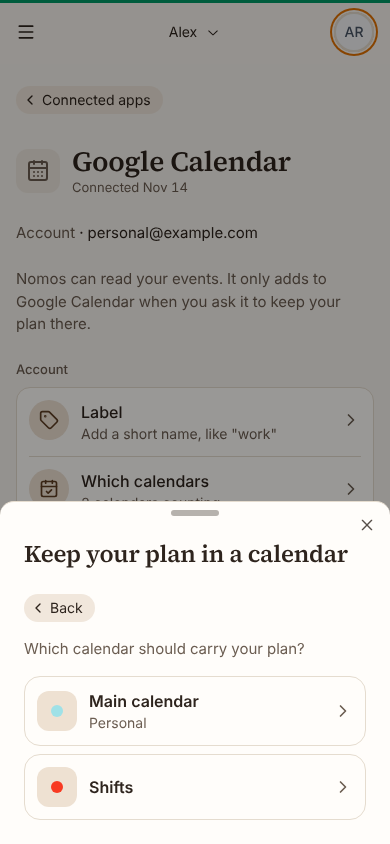 Alex
AR
Connected apps
Google Calendar
Connected Nov 14
Account · personal@example.com
Nomos can read your events. It only adds to
Google Calendar when you ask it to keep your
plan there.
Account
Label
Add a short name, like "work"
Which calendars
Keep your plan in a calendar
Back
Which calendar should carry your plan?
Main calendar
Personal
Shifts